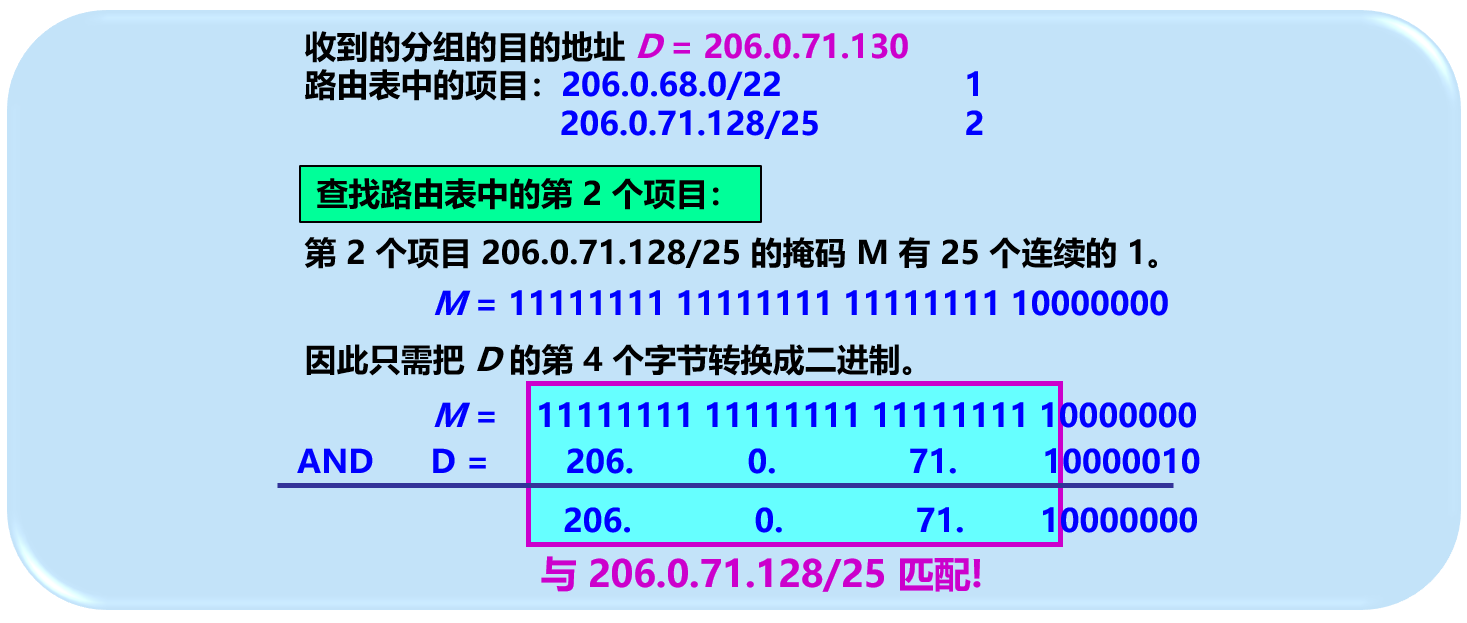 收到的分组的目的地址 D = 206.0.71.130
路由表中的项目：206.0.68.0/22 1
206.0.71.128/25 2
查找路由表中的第 2 个项目：
第 2 个项目 206.0.71.128/25 的掩码 M 有 25 个连续的 1。
M = 11111111 11111111 11111111 10000000
因此只需把 D 的第 4 个字节转换成二进制。
M = 11111111 11111111 11111111 10000000
AND D = 206. 0. 71. 10000010
206. 0. 71. 10000000
与 206.0.71.128/25 匹配!